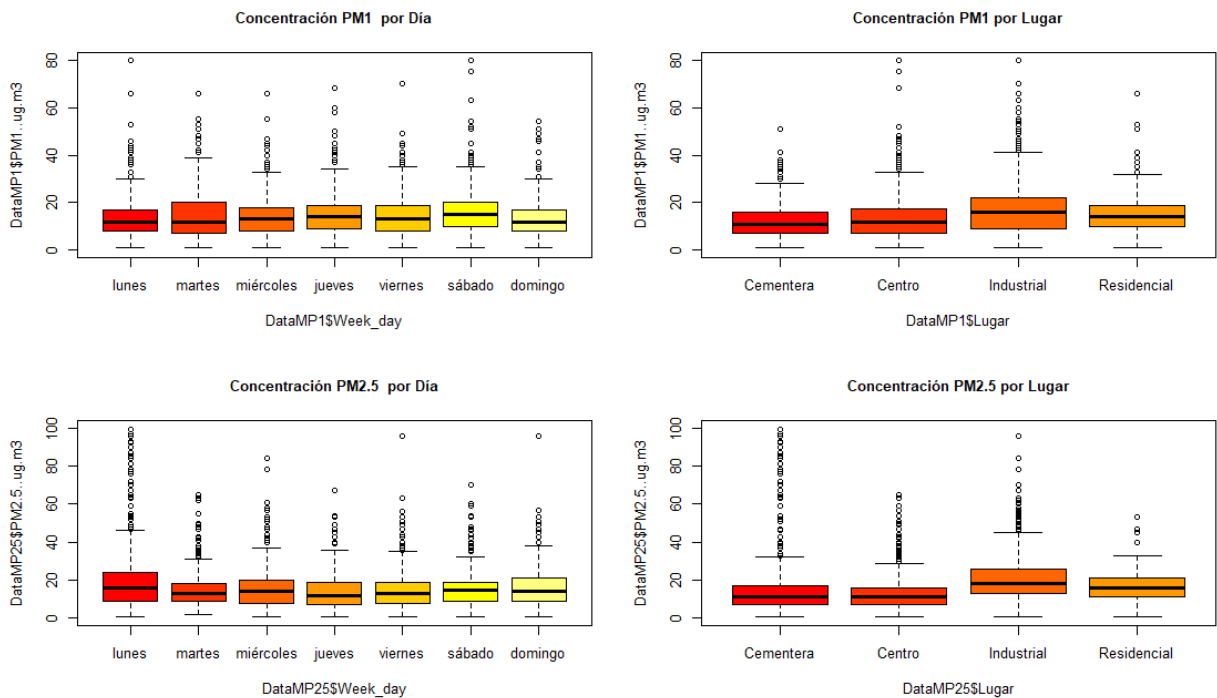 Concentración PM1  por Día
DataMP1$PM1..ug.m3
80
60
40
20
0
lunes martes miércoles jueves viernes sábado domingo
DataMP1$Week_day
Concentración PM1 por Lugar
DataMP1$PM1..ug.m3
80
60
40
20
0
Cementera Centro Industrial Residencial
DataMP1$Lugar
Concentración PM2.5  por Día
DataMP25$PM2.5..ug.m3
100
80
60
40
20
0
lunes martes miércoles jueves viernes sábado domingo
DataMP25$Week_day
Concentración PM2.5 por Lugar
DataMP25$PM2.5..ug.m3
100
80
60
40
20
0
Cementera Centro Industrial Residencial
DataMP25$Lugar